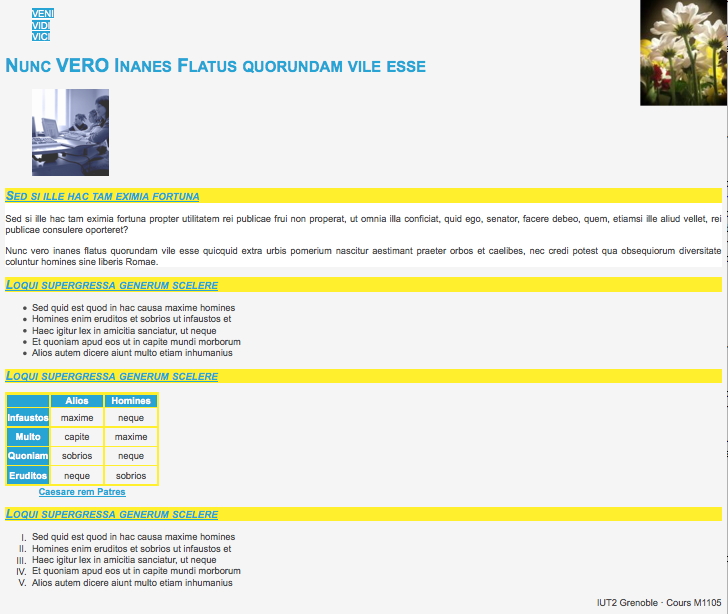 VENI
VIDI
VICI
Nunc VERO Inanes Flatus quorundam vile esse
Sed si ille hac tam eximia fortuna
Sed si ille hac tam eximia fortuna propter utilitatem rei publicae frui non properat, ut omnia illa conficiat, quid ego, senator, facere debeo, quem, etiamsi ille aliud vellet, rei
publicae consulere oporteret?
Nunc vero inanes flatus quorundam vile esse quicquid extra urbis pomerium nascitur aestimant praeter orbos et caelibes, nec credi potest qua obsequiorum diversitate
coluntur homines sine liberis Romae.
Loqui supergressa generum scelere
• Sed quid est quod in hac causa maxime homines
• Homines enim eruditos et sobrios ut infaustos et
• Haec igitur lex in amicitia sanciatur, ut neque
• Et quoniam apud eos ut in capite mundi morborum
• Alios autem dicere aiunt multo etiam inhumanius
Loqui supergressa generum scelere
Alios Homines
Infaustos maxime neque
Multo capite maxime
Quoniam sobrios neque
Eruditos neque sobrios
Caesare rem Patres
Loqui supergressa generum scelere
I. Sed quid est quod in hac causa maxime homines
II. Homines enim eruditos et sobrios ut infaustos et
III. Haec igitur lex in amicitia sanciatur, ut neque
IV. Et quoniam apud eos ut in capite mundi morborum
V. Alios autem dicere aiunt multo etiam inhumanius
IUT2 Grenoble - Cours M1105